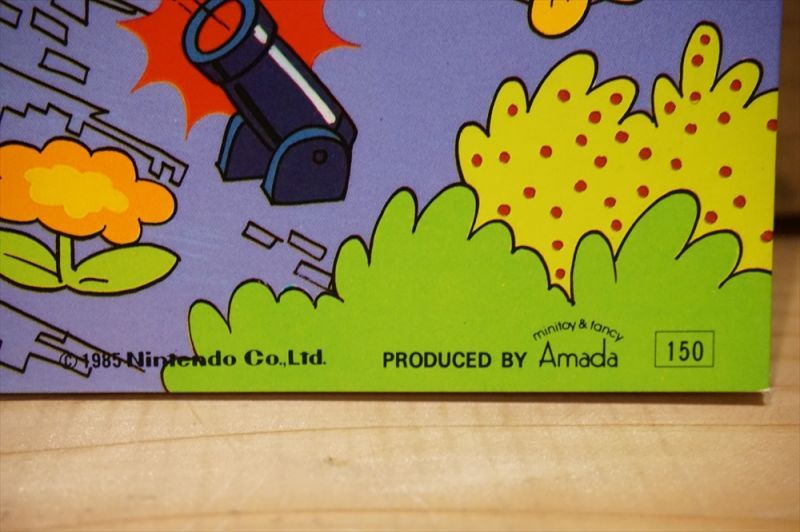 © 1985 Nintendo Co.,Ltd.
PRODUCED BY minitoy & fancy Amada
150